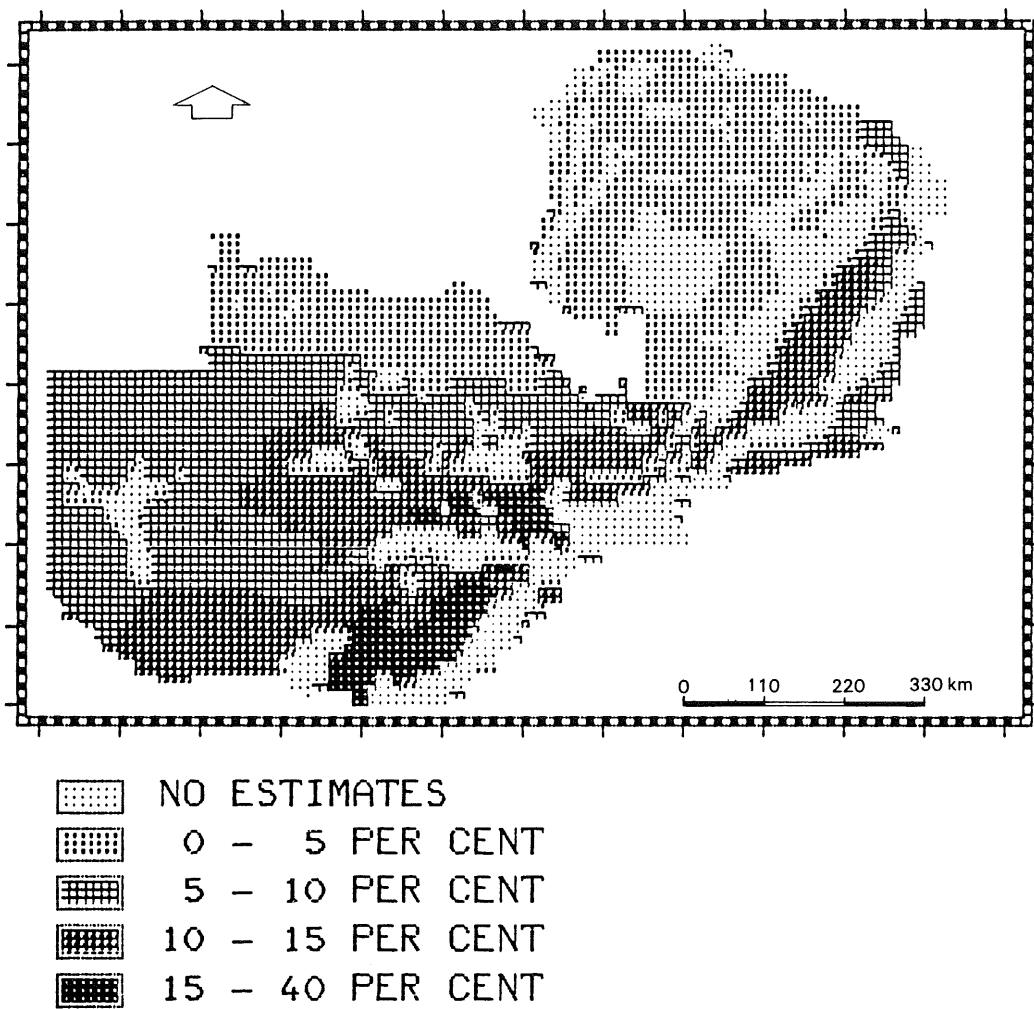 0 110 220 330 km
NO ESTIMATES
0 - 5 PER CENT
5 - 10 PER CENT
10 - 15 PER CENT
15 - 40 PER CENT